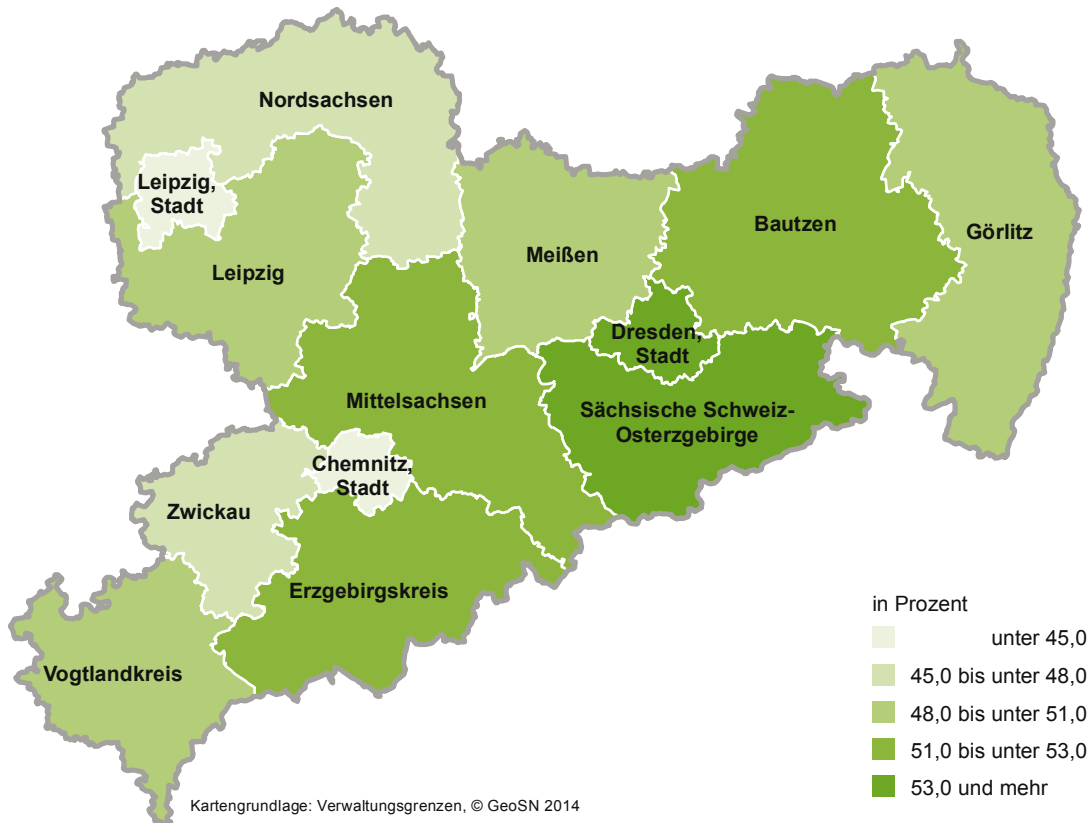 Nordsachsen
Leipzig,
Stadt
Leipzig
Meißen
Bautzen
Görlitz
Dresden,
Stadt
Mittelsachsen
Sächsische Schweiz-
Osterzgebirge
Chemnitz,
Stadt
Zwickau
Erzgebirgskreis
Vogtlandkreis
in Prozent
unter 45,0
45,0 bis unter 48,0
48,0 bis unter 51,0
51,0 bis unter 53,0
53,0 und mehr
Kartengrundlage: Verwaltungsgrenzen, © GeoSN 2014